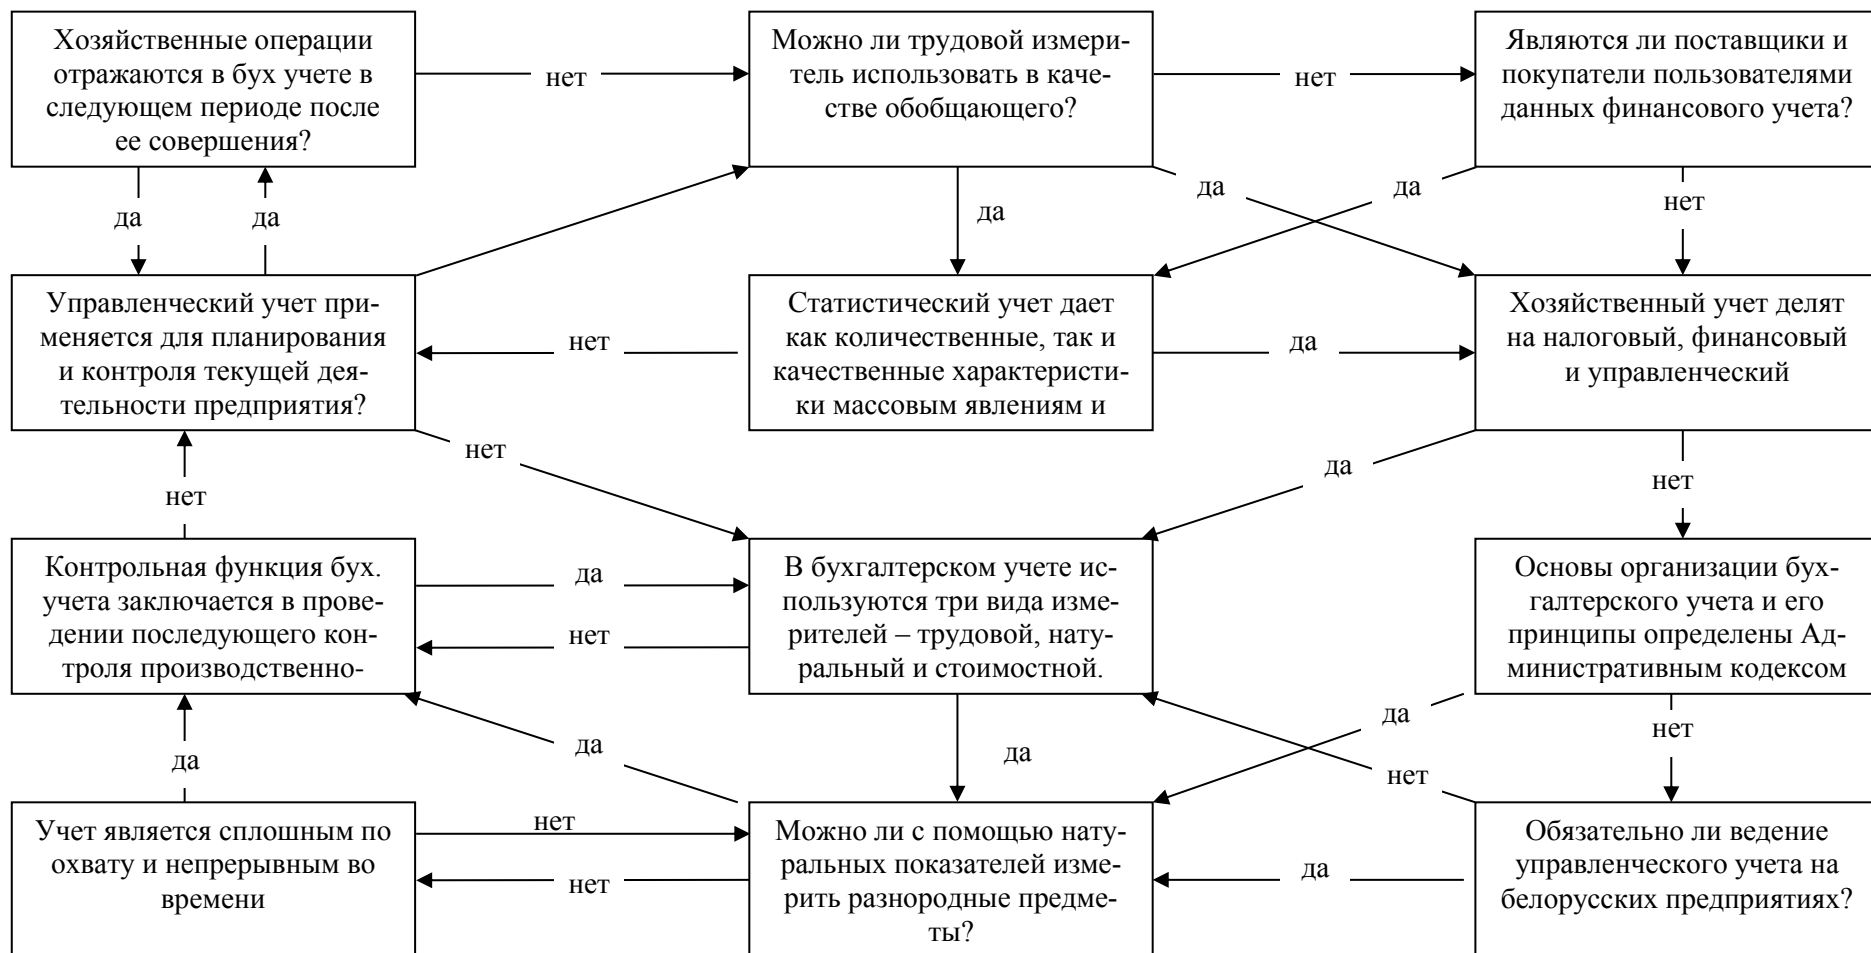 Хозяйственные операции
отражаются в бух учете в
следующем периоде после
ее совершения?
нет
Можно ли трудовой измери-
тель использовать в каче-
стве обобщающего?
нет
Являются ли поставщики и
покупатели пользователями
данных финансового учета?
да
да
да
да
да
нет
Управленческий учет при-
меняется для планирования
и контроля текущей дея-
тельности предприятия?
нет
Статистический учет дает
как количественные, так и
качественные характеристи-
ки массовым явлениям и
да
Хозяйственный учет делят
на налоговый, финансовый
и управленческий
нет
нет
да
нет
Контрольная функция бух.
учета заключается в прове-
дении последующего кон-
троля производственно-
да
нет
В бухгалтерском учете ис-
пользуются три вида изме-
рителей – трудовой, нату-
ральный и стоимостной.
Основы организации бух-
галтерского учета и его
принципы определены Ад-
министративным кодексом
да
да
да
да
нет
нет
Учет является сплошным по
охвату и непрерывным во
времени
нет
нет
Можно ли с помощью нату-
ральных показателей изме-
рить разнородные предме-
ты?
да
Обязательно ли ведение
управленческого учета на
белорусских предприятиях?